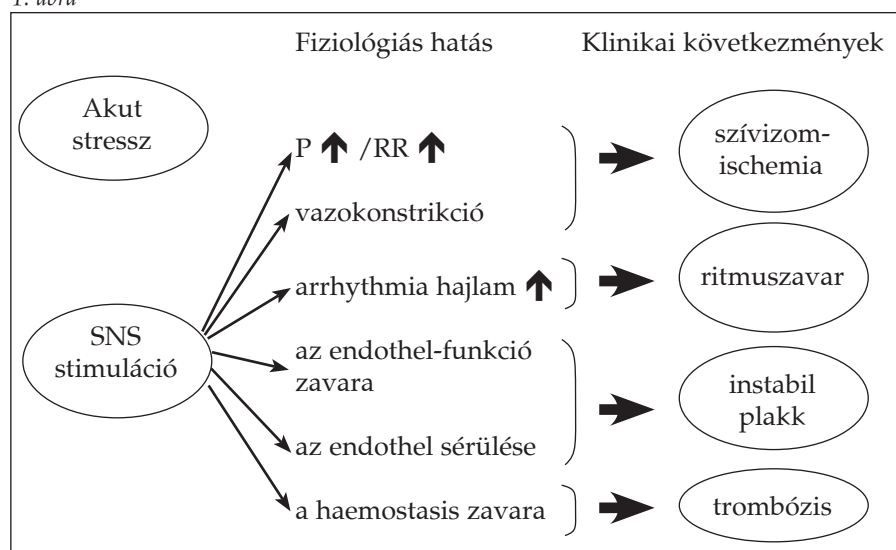 1. ábra
Fiziológiás hatás
Klinikai következmények
Akut
stressz
SNS
stimuláció
P ↑ /RR ↑
vazokonstrikció
arrhythmia hajlam ↑
az endothel-funkció
zavara
az endothel sérülése
a haemostasis zavara
szívizom-
ischemia
ritmuszavar
instabil
plakk
trombózis